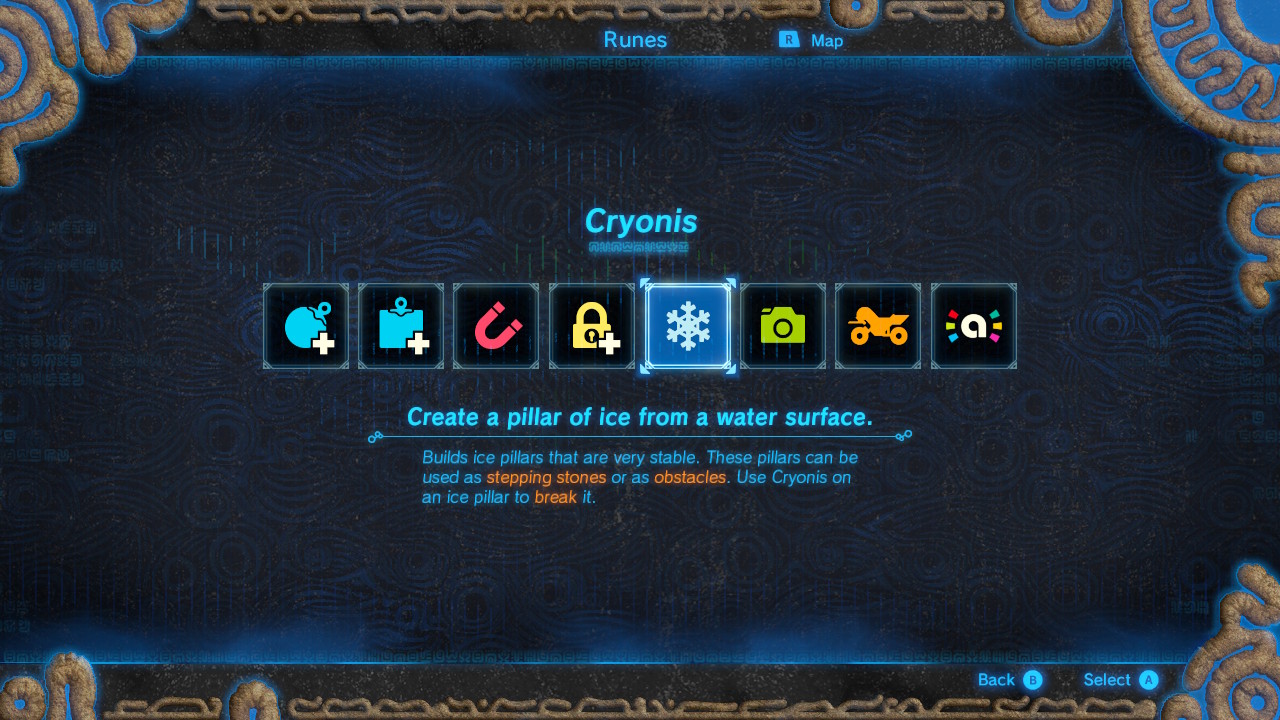 Runes
R Map
Cryonis
a
Create a pillar of ice from a water surface.
Builds ice pillars that are very stable. These pillars can be
used as stepping stones or as obstacles. Use Cryonis on
an ice pillar to break it.
Back B Select A